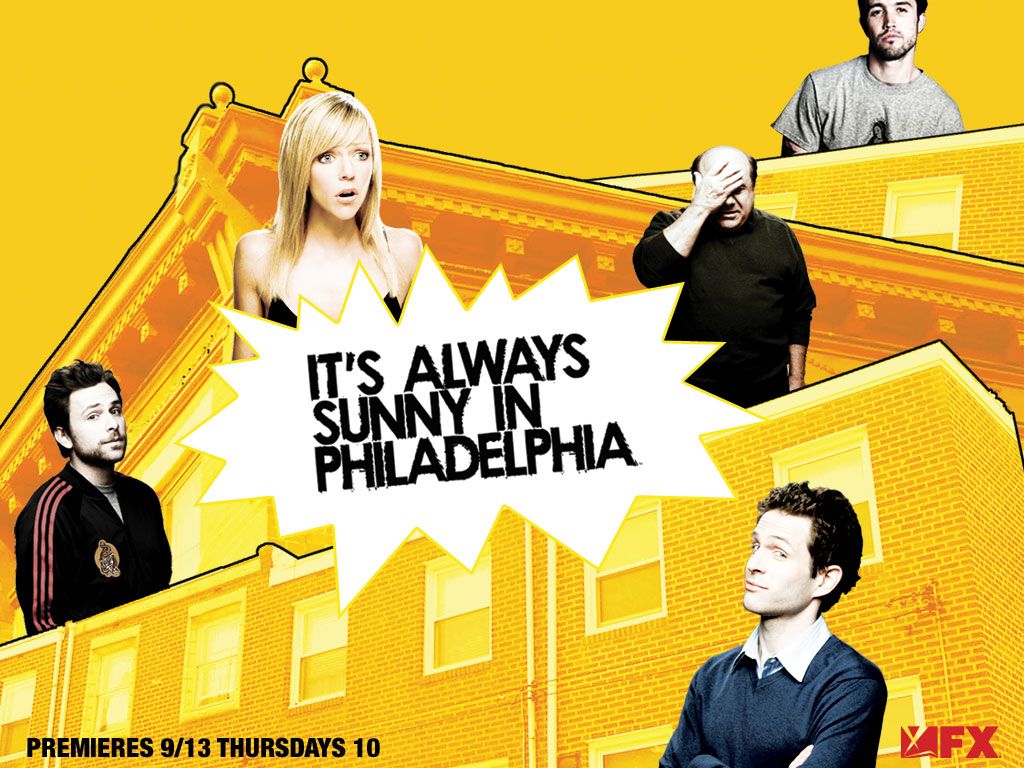 IT'S ALWAYS
SUNNY IN
PHILADELPHIA
PREMIERES 9/13 THURSDAYS 10
FX